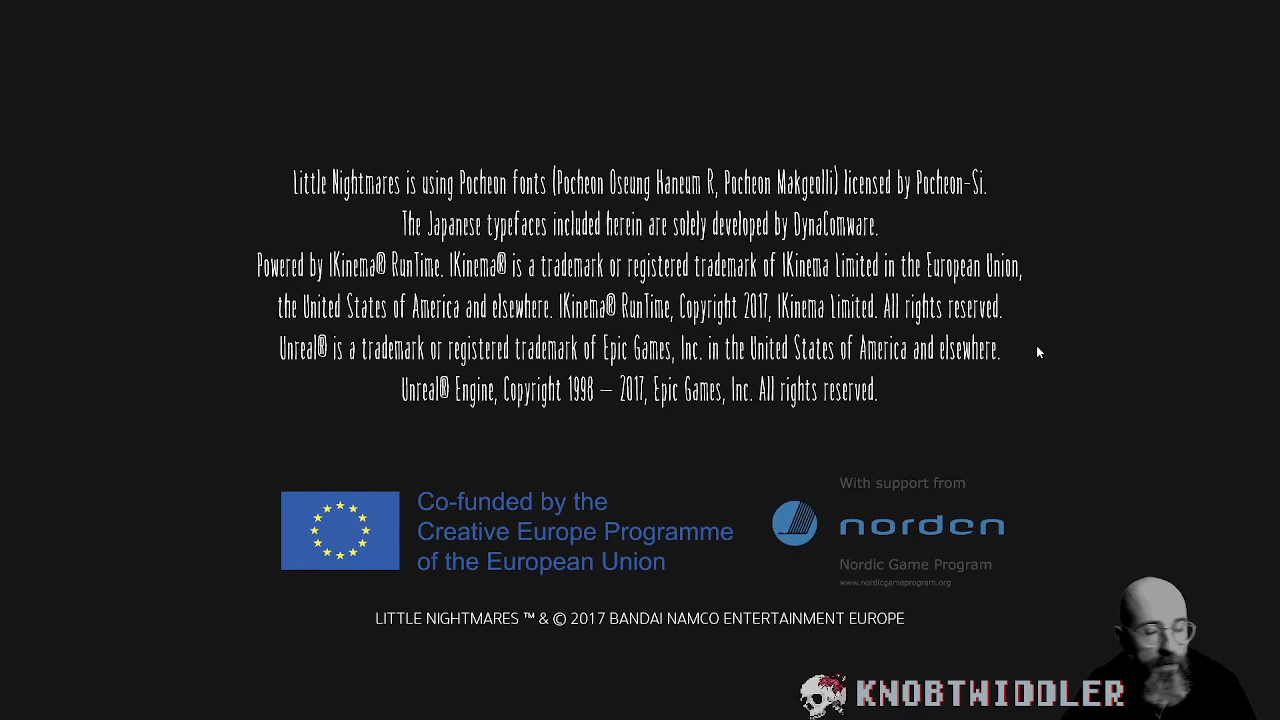 Little Nightmares is using Pocheon fonts (Pocheon Oseung Haneum R, Pocheon Makgeolli) licensed by Pocheon-Si.
The Japanese typefaces included herein are solely developed by DynaComware.
Powered by IKinema® RunTime. IKinema® is a trademark or registered trademark of IKinema Limited in the European Union,
the United States of America and elsewhere. IKinema® RunTime, Copyright 2017, IKinema Limited. All rights reserved.
Unreal® is a trademark or registered trademark of Epic Games, Inc. in the United States of America and elsewhere.
Unreal® Engine, Copyright 1998 – 2017, Epic Games, Inc. All rights reserved.
Co-funded by the
Creative Europe Programme
of the European Union
With support from
norden
Nordic Game Program
www.nordicgameprogram.org
LITTLE NIGHTMARES ™ & © 2017 BANDAI NAMCO ENTERTAINMENT EUROPE
KNOBTWIDDLER